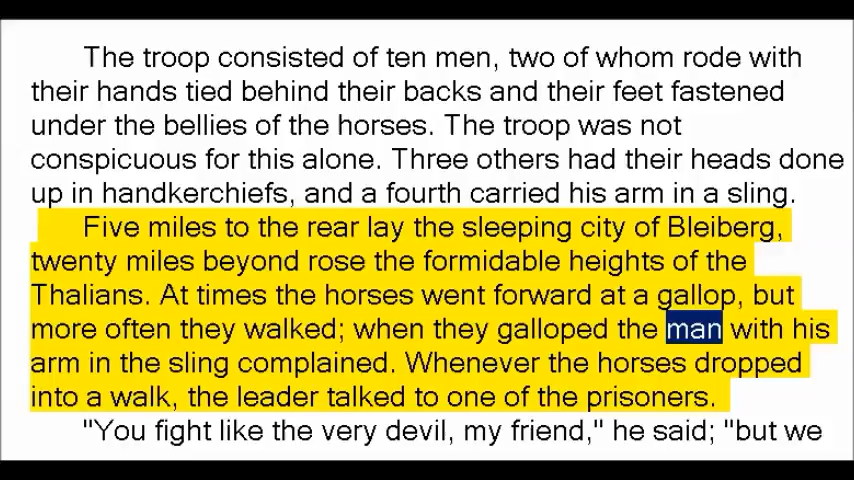 The troop consisted of ten men, two of whom rode with
their hands tied behind their backs and their feet fastened
under the bellies of the horses. The troop was not
conspicuous for this alone. Three others had their heads done
up in handkerchiefs, and a fourth carried his arm in a sling.
Five miles to the rear lay the sleeping city of Bleiberg,
twenty miles beyond rose the formidable heights of the
Thalians. At times the horses went forward at a gallop, but
more often they walked; when they galloped the man with his
arm in the sling complained. Whenever the horses dropped
into a walk, the leader talked to one of the prisoners.
"You fight like the very devil, my friend," he said; "but we